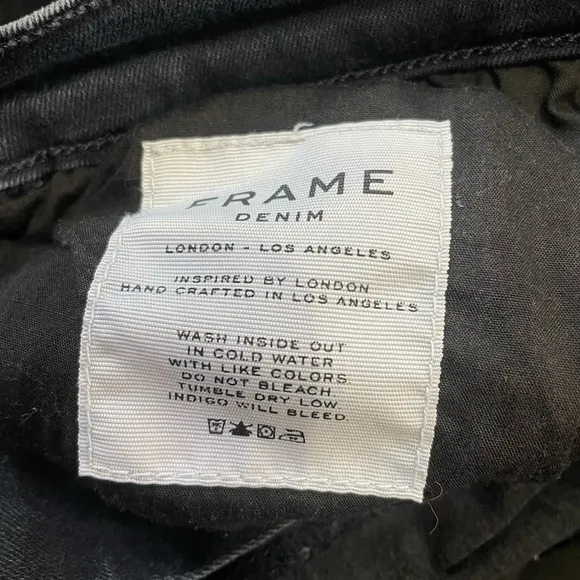 FRAME
DENIM
LONDON - LOS ANGELES
INSPIRED BY LONDON
HAND CRAFTED IN LOS ANGELES
WASH INSIDE OUT
IN COLD WATER
WITH LIKE COLORS.
DO NOT BLEACH.
TUMBLE DRY LOW
INDIGO WILL BLEED.